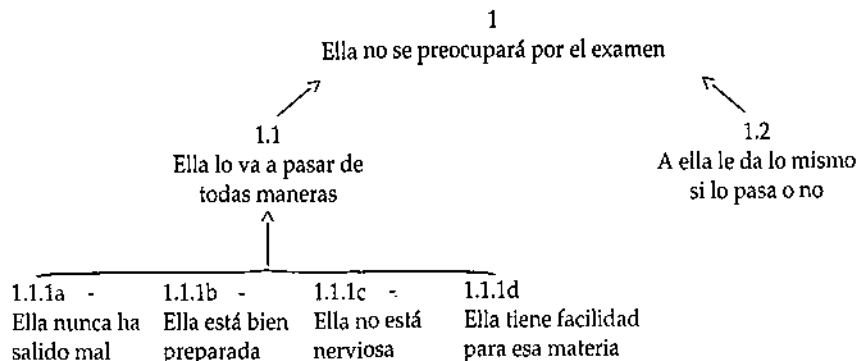 1
Ella no se preocupará por el examen
1.1
Ella lo va a pasar de
todas maneras
1.2
A ella le da lo mismo
si lo pasa o no
1.1.1a -
Ella nunca ha
salido mal
1.1.1b -
Ella está bien
preparada
1.1.1c -
Ella no está
nerviosa
1.1.1d
Ella tiene facilidad
para esa materia